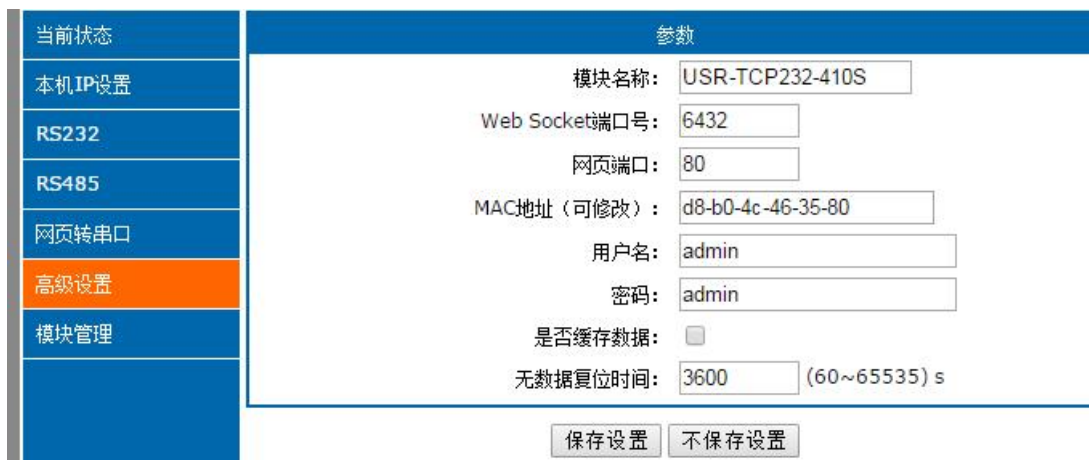 当前状态
本机IP设置
RS232
RS485
网页转串口
高级设置
模块管理
参数
模块名称: USR-TCP232-410S
Web Socket端口号: 6432
网页端口: 80
MAC地址（可修改）: d8-b0-4c-46-35-80
用户名: admin
密码: admin
是否缓存数据:
无数据复位时间: 3600 (60~65535) s
保存设置 不保存设置